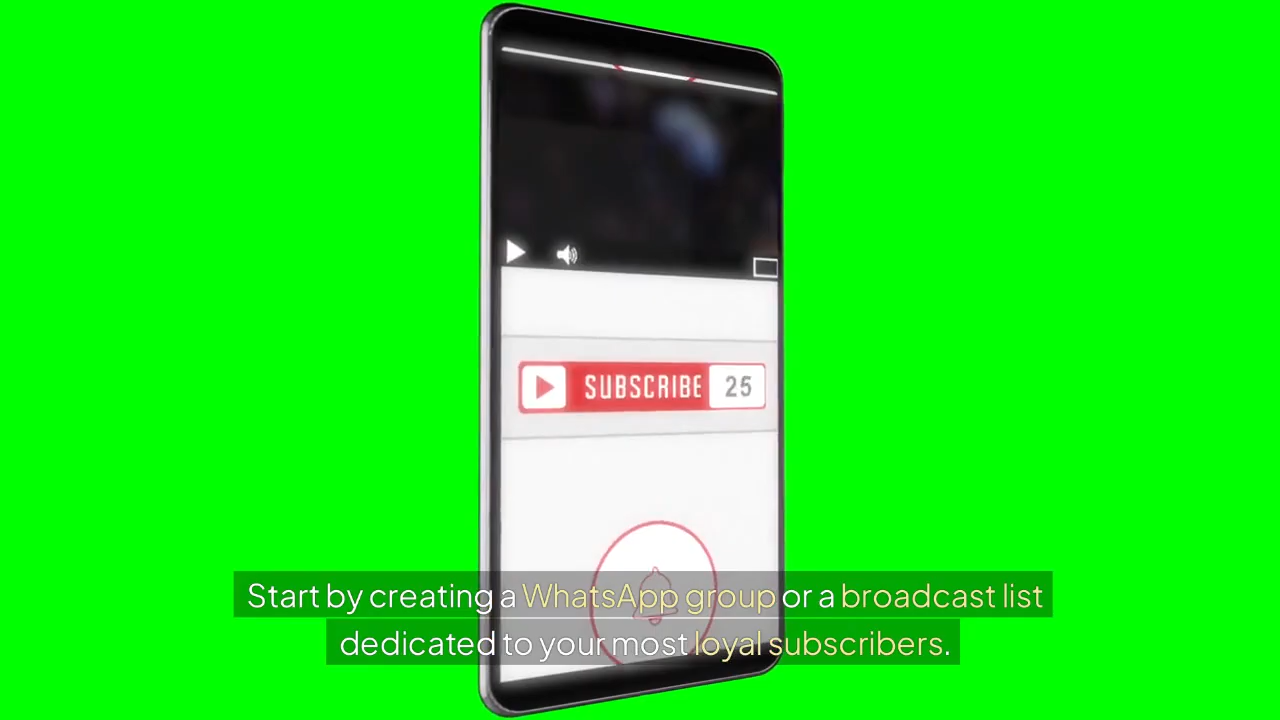 SUBSCRIBE 25
Start by creating a WhatsApp group or a broadcast list
dedicated to your most loyal subscribers.